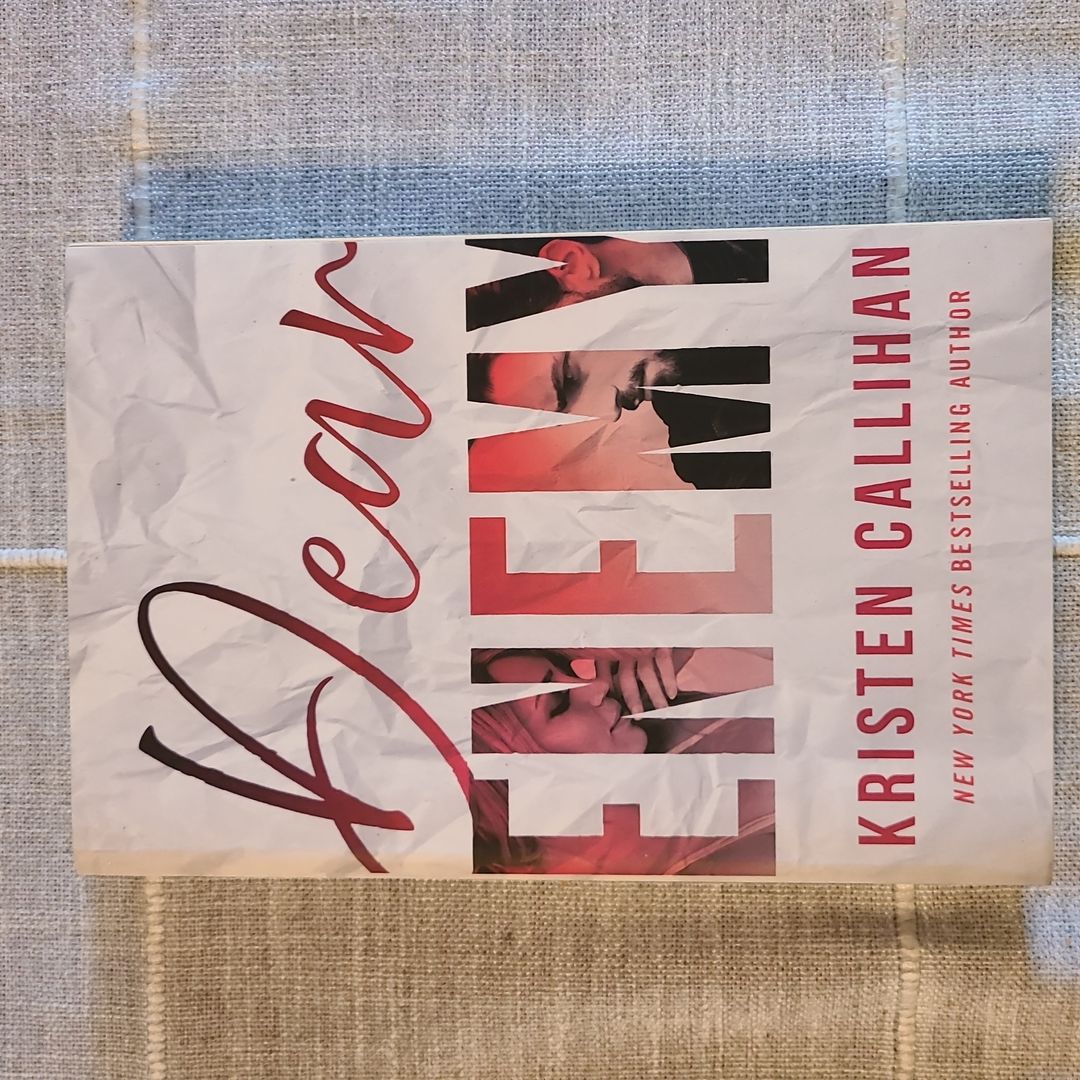 Dear
ENEMY
KRISTEN CALLIHAN
NEW YORK TIMES BESTSELLING AUTHOR